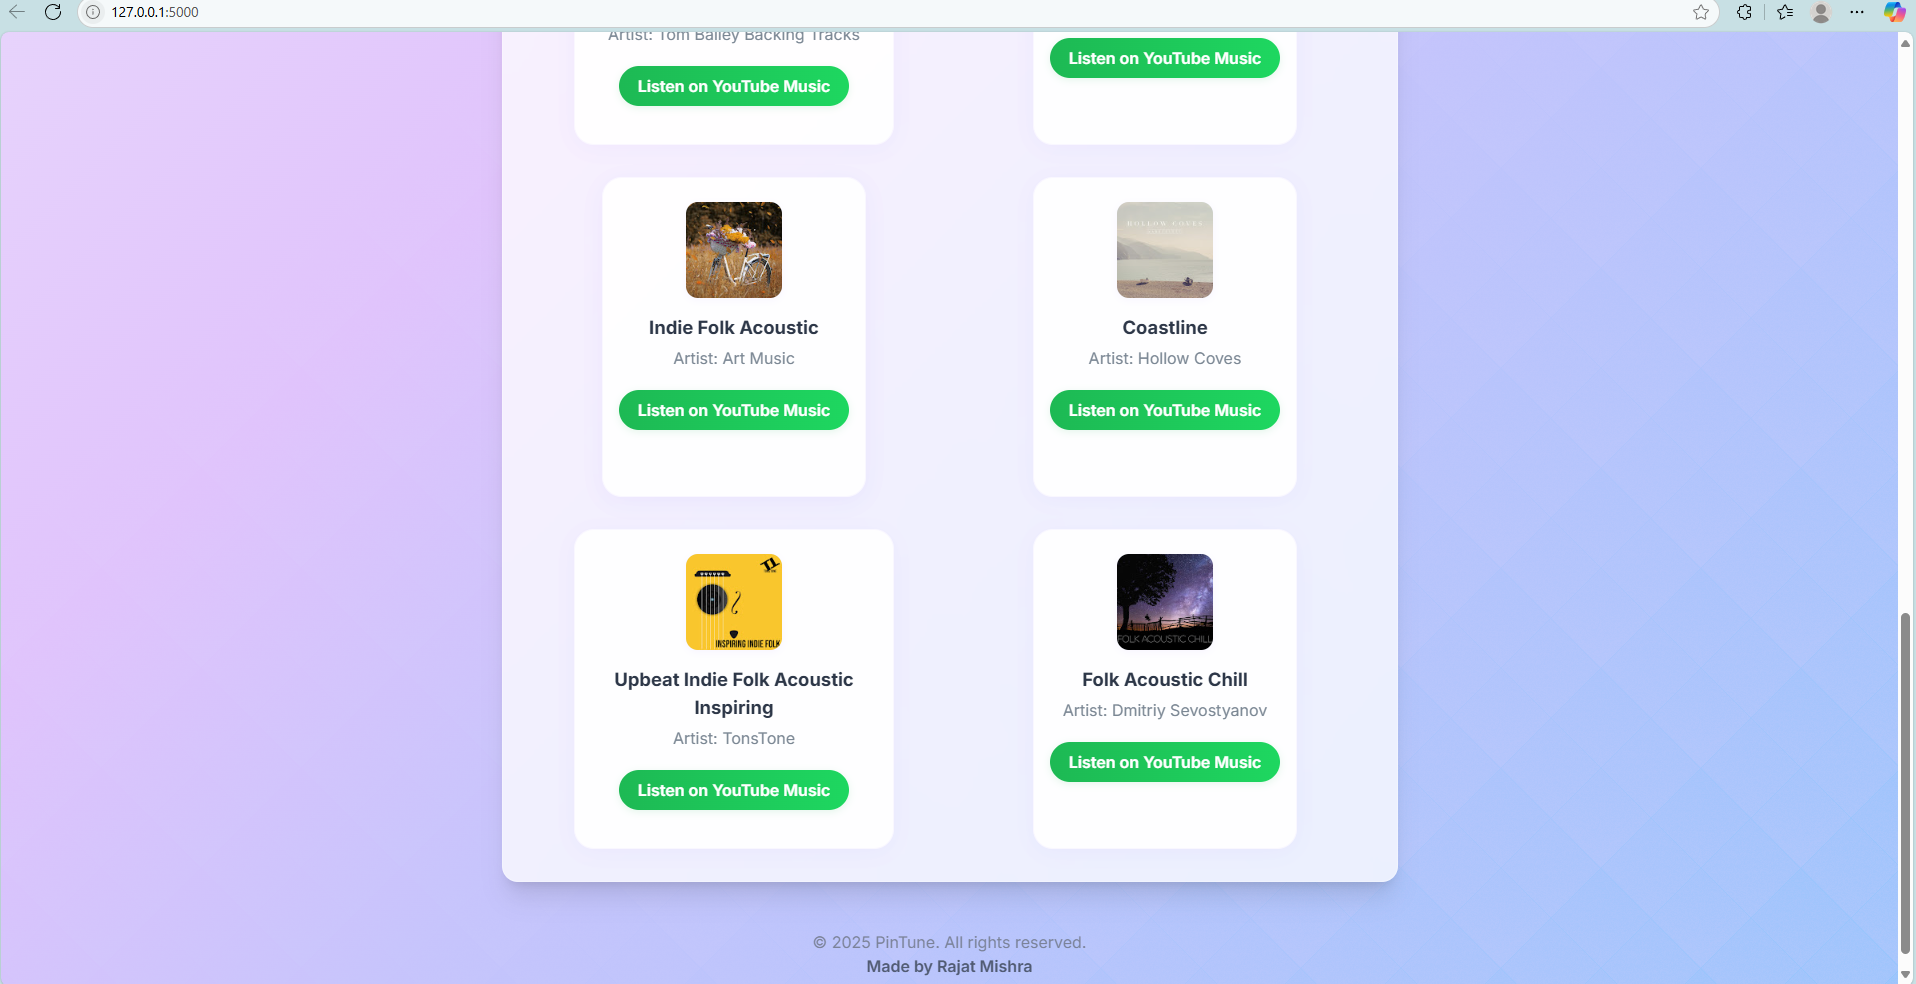 127.0.0.1:5000
Artist: Tom Bailey Backing Tracks
Listen on YouTube Music
Listen on YouTube Music
HOLLOW COVES
Indie Folk Acoustic
Coastline
Artist: Art Music
Artist: Hollow Coves
Listen on YouTube Music
Listen on YouTube Music
INSPIRING INDIE FOLK
FOLK ACOUSTIC CHILL
Upbeat Indie Folk Acoustic
Inspiring
Artist: TonsTone
Listen on YouTube Music
Folk Acoustic Chill
Artist: Dmitriy Sevostyanov
Listen on YouTube Music
© 2025 PinTune. All rights reserved.
Made by Rajat Mishra